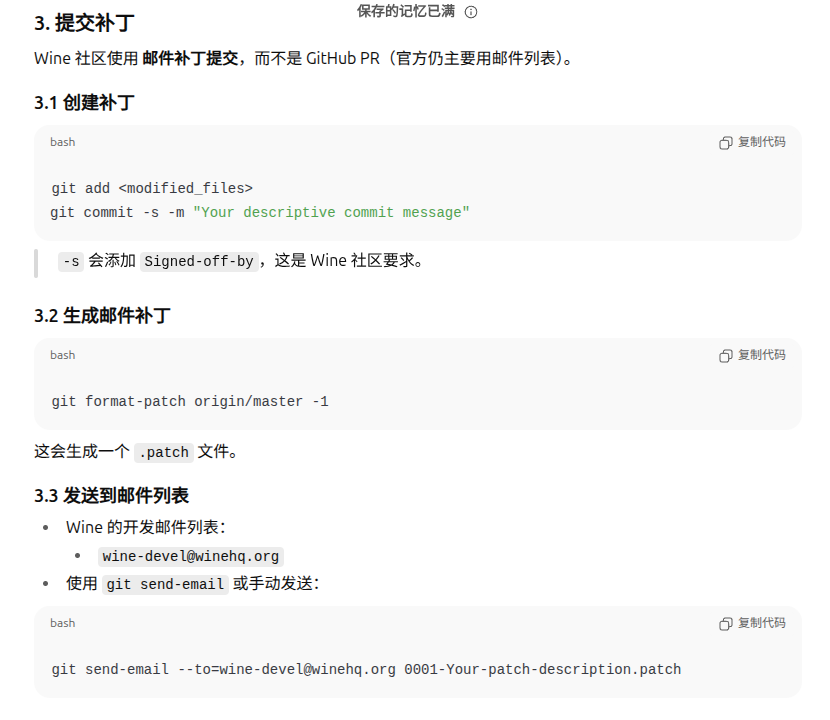 保存的记忆已满
3. 提交补丁
Wine 社区使用 邮件补丁提交，而不是 GitHub PR（官方仍主要用邮件列表）。
3.1 创建补丁
bash
复制代码
git add <modified_files>
git commit -s -m "Your descriptive commit message"
-s 会添加 Signed-off-by，这是 Wine 社区要求。
3.2 生成邮件补丁
bash
复制代码
git format-patch origin/master -1
这会生成一个 .patch 文件。
3.3 发送到邮件列表
Wine 的开发邮件列表：
wine-devel@winehq.org
使用 git send-email 或手动发送：
bash
复制代码
git send-email --to=wine-devel@winehq.org 0001-Your-patch-description.patch